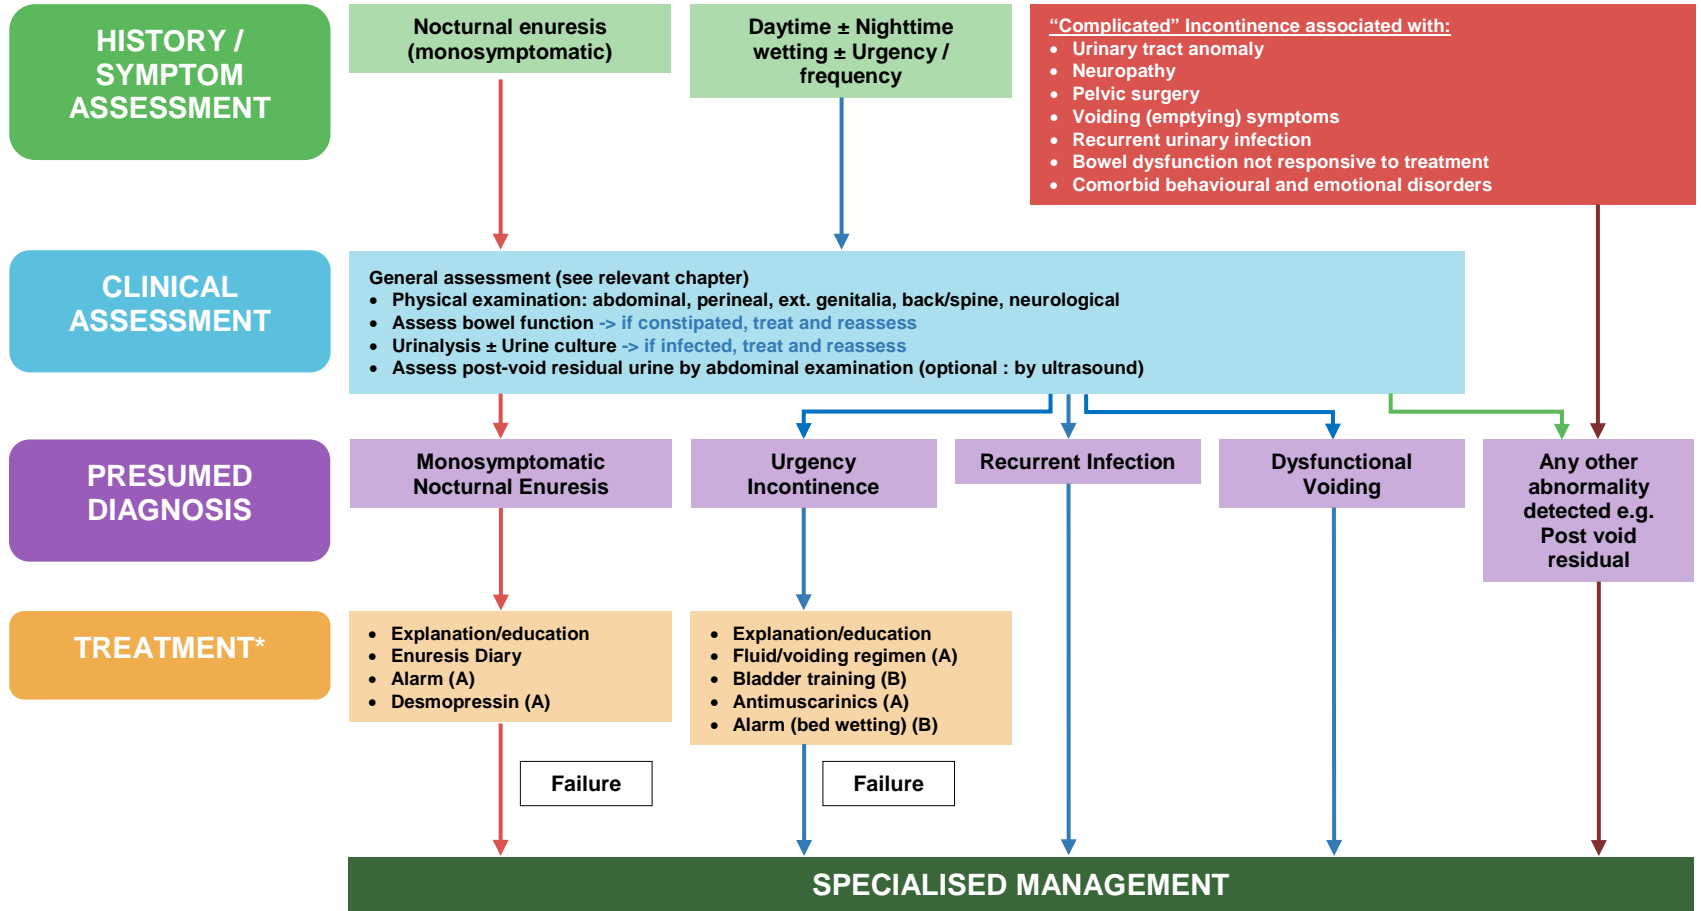 HISTORY /
SYMPTOM
ASSESSMENT
Nocturnal enuresis
(monosymptomatic)
Daytime ± Nighttime
wetting ± Urgency /
frequency
“Complicated” Incontinence associated with:
• Urinary tract anomaly
• Neuropathy
• Pelvic surgery
• Voiding (emptying) symptoms
• Recurrent urinary infection
• Bowel dysfunction not responsive to treatment
• Comorbid behavioural and emotional disorders
CLINICAL
ASSESSMENT
General assessment (see relevant chapter)
• Physical examination: abdominal, perineal, ext. genitalia, back/spine, neurological
• Assess bowel function -> if constipated, treat and reassess
• Urinalysis ± Urine culture -> if infected, treat and reassess
• Assess post-void residual urine by abdominal examination (optional : by ultrasound)
PRESUMED
DIAGNOSIS
Monosymptomatic
Nocturnal Enuresis
Urgency
Incontinence
Recurrent Infection
Dysfunctional
Voiding
Any other
abnormality
detected e.g.
Post void
residual
TREATMENT*
• Explanation/education
• Enuresis Diary
• Alarm (A)
• Desmopressin (A)
• Explanation/education
• Fluid/voiding regimen (A)
• Bladder training (B)
• Antimuscarinics (A)
• Alarm (bed wetting) (B)
Failure
Failure
SPECIALISED MANAGEMENT